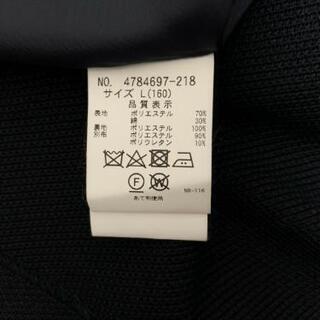 NO. 4784697-218
サイズ L(160)
品質表示
表地 ポリエステル 70%
綿 30%
裏地 ポリエステル 100%
別布 ポリエステル 90%
ポリウレタン 10%
F W
あて布使用
NB-116